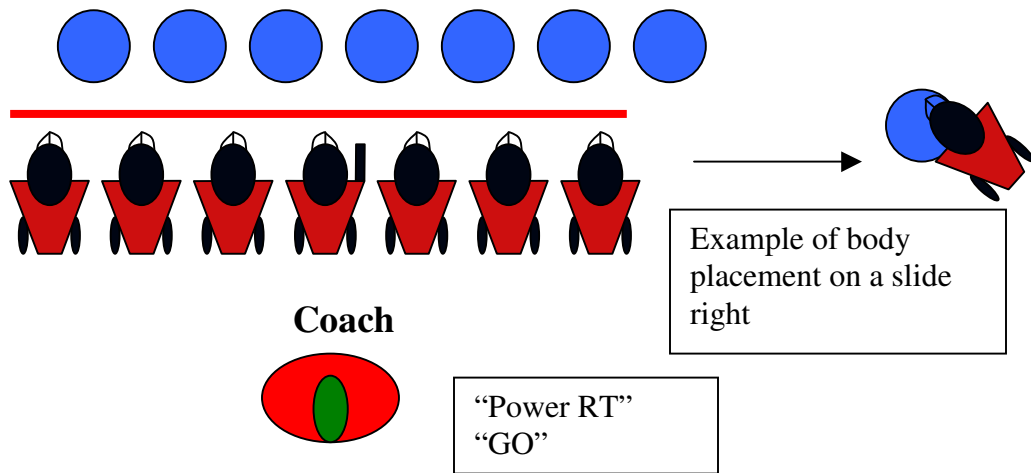 Example of body
placement on a slide
right
Coach
“Power RT”
“GO”